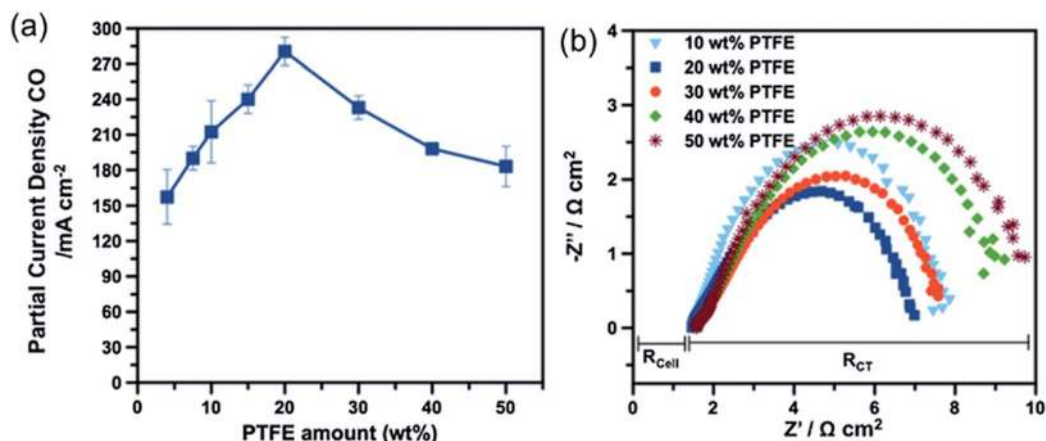 (a)
Partial Current Density CO
/mA cm-2
300
270
240
210
180
150
120
90
60
30
0
0
10
20
30
40
50
PTFE amount (wt%)
(b)
10 wt% PTFE
20 wt% PTFE
30 wt% PTFE
40 wt% PTFE
50 wt% PTFE
-Z'' / Ω cm2
4
3
2
1
0
RCell
RCT
2
4
6
8
10
Z' / Ω cm2